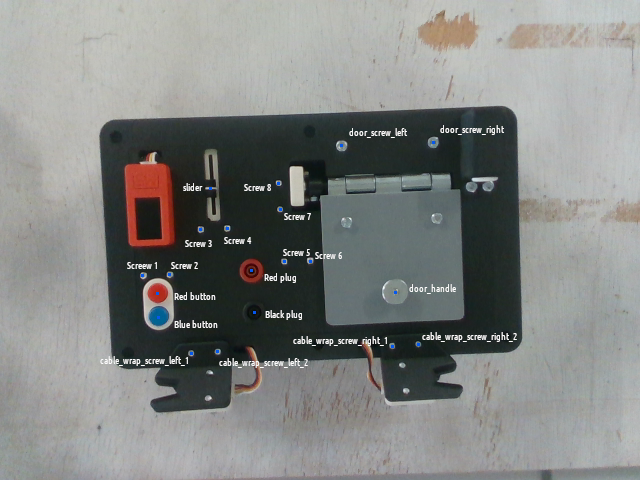 door_screw_left
door_screw_right
slider
Screw 8
Screw 7
Screw 3
Screw 4
Screw 5
Screw 6
Screw 1
Screw 2
Red plug
door_handle
Red button
Black plug
Blue button
cable_wrap_screw_right_1
cable_wrap_screw_right_2
cable_wrap_screw_left_1
cable_wrap_screw_left_2